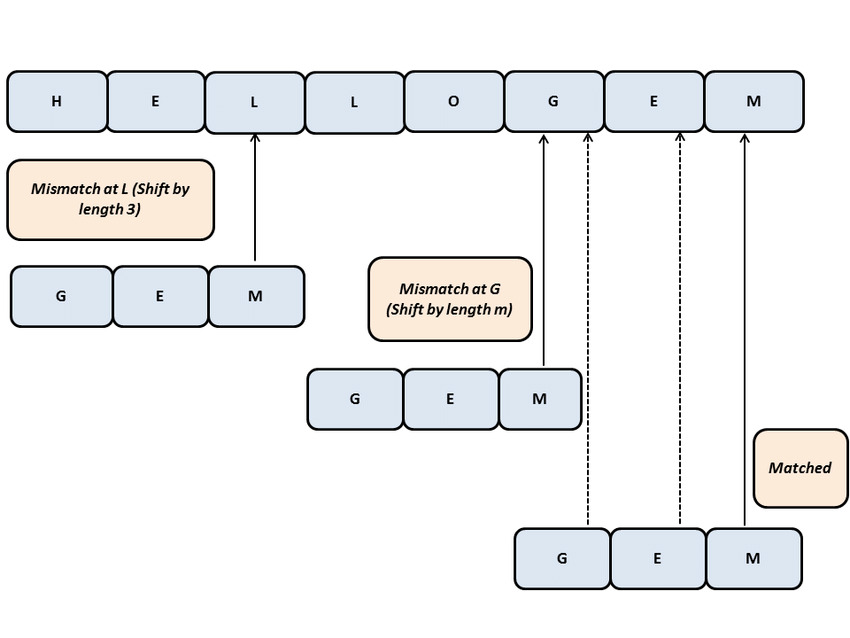 H E L L O G E M
Mismatch at L (Shift by
length 3)
G E M
Mismatch at G
(Shift by length m)
G E M
Matched
G E M